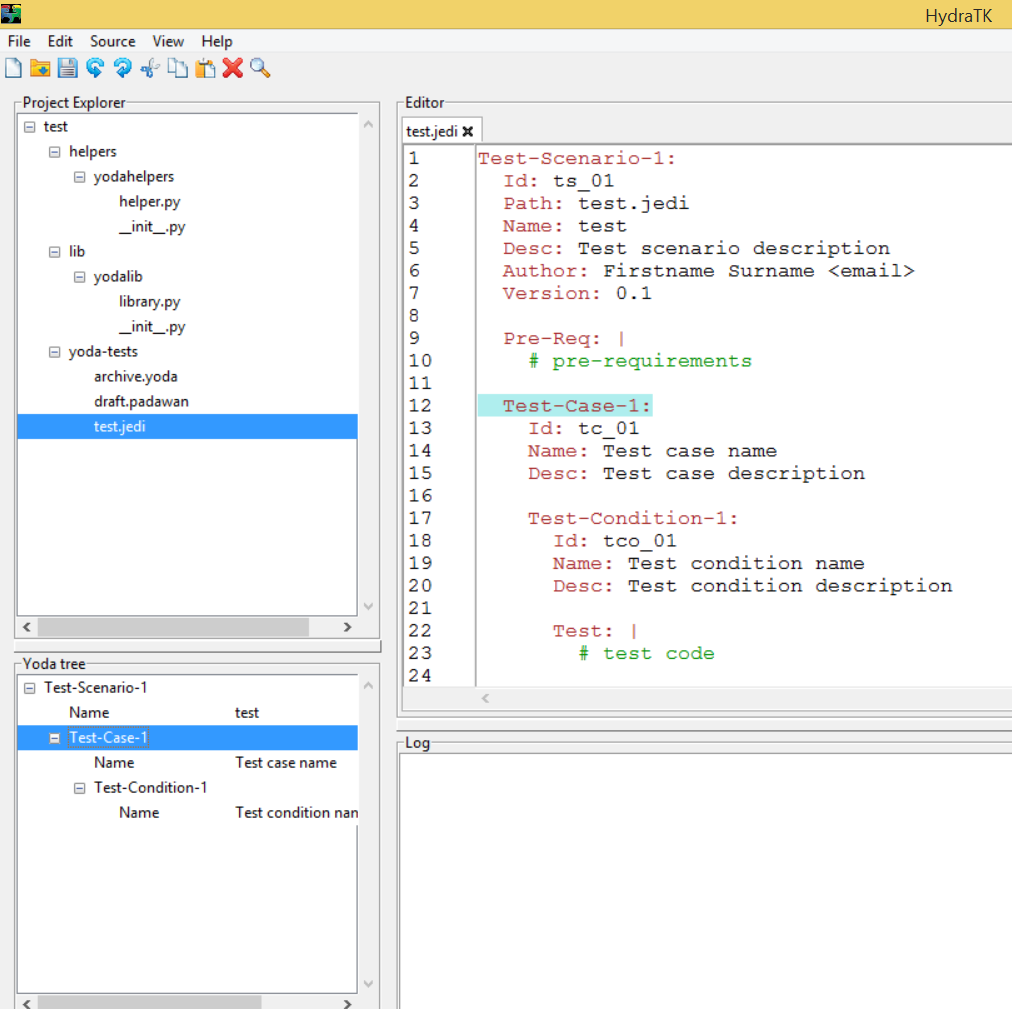 HydraTK
File Edit Source View Help
Project Explorer
test
helpers
yodahelpers
helper.py
__init__.py
lib
yodalib
library.py
__init__.py
yoda-tests
archive.yoda
draft.padawan
test.jedi
Yoda tree
Test-Scenario-1
Name test
Test-Case-1
Name Test case name
Test-Condition-1
Name Test condition nan
Editor
test.jedi
1 Test-Scenario-1:
2 Id: ts_01
3 Path: test.jedi
4 Name: test
5 Desc: Test scenario description
6 Author: Firstname Surname <email>
7 Version: 0.1
8
9 Pre-Req: |
10 # pre-requirements
11
12 Test-Case-1:
13 Id: tc_01
14 Name: Test case name
15 Desc: Test case description
16
17 Test-Condition-1:
18 Id: tco_01
19 Name: Test condition name
20 Desc: Test condition description
21
22 Test: |
23 # test code
24
Log